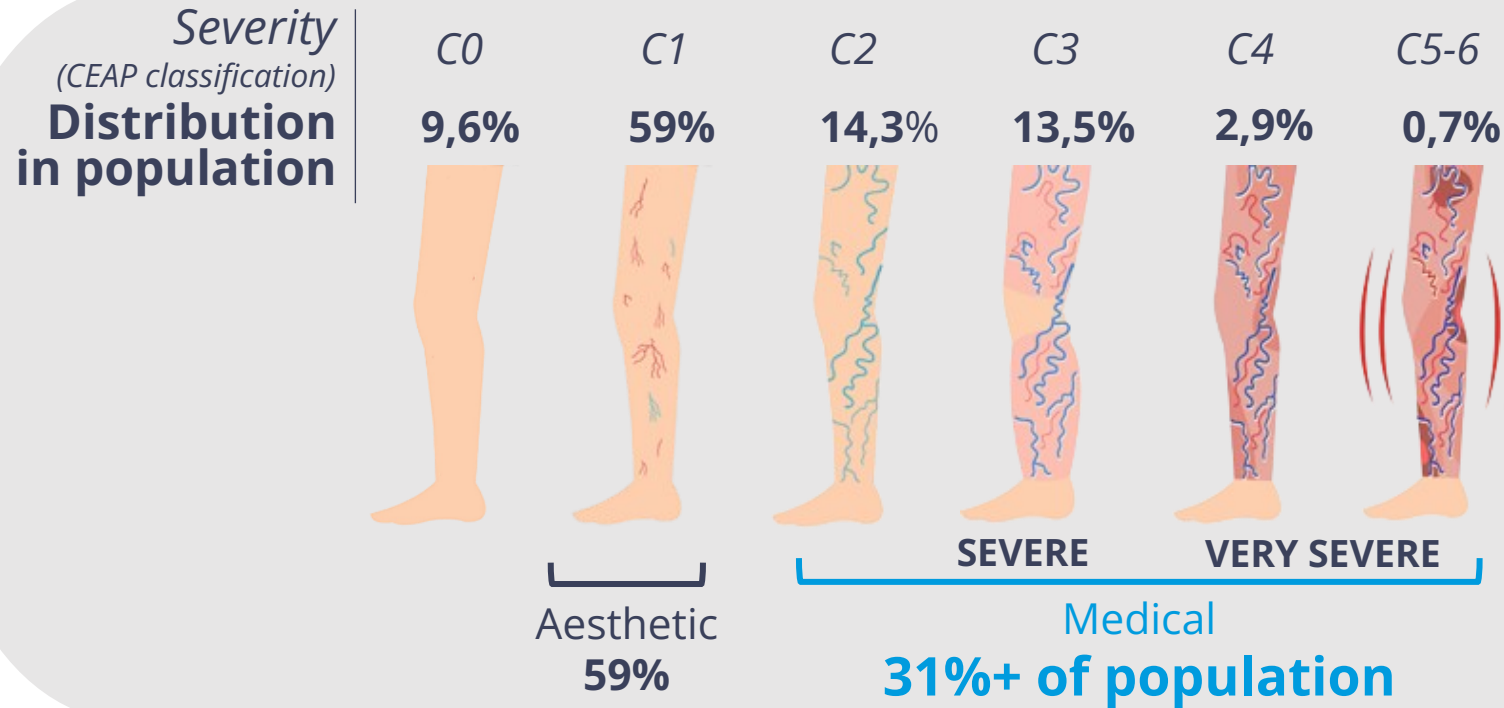 Severity
(CEAP classification)
Distribution
in population
C0 C1 C2 C3 C4 C5-6
9,6% 59% 14,3% 13,5% 2,9% 0,7%
SEVERE VERY SEVERE
Aesthetic
59%
Medical
31%+ of population